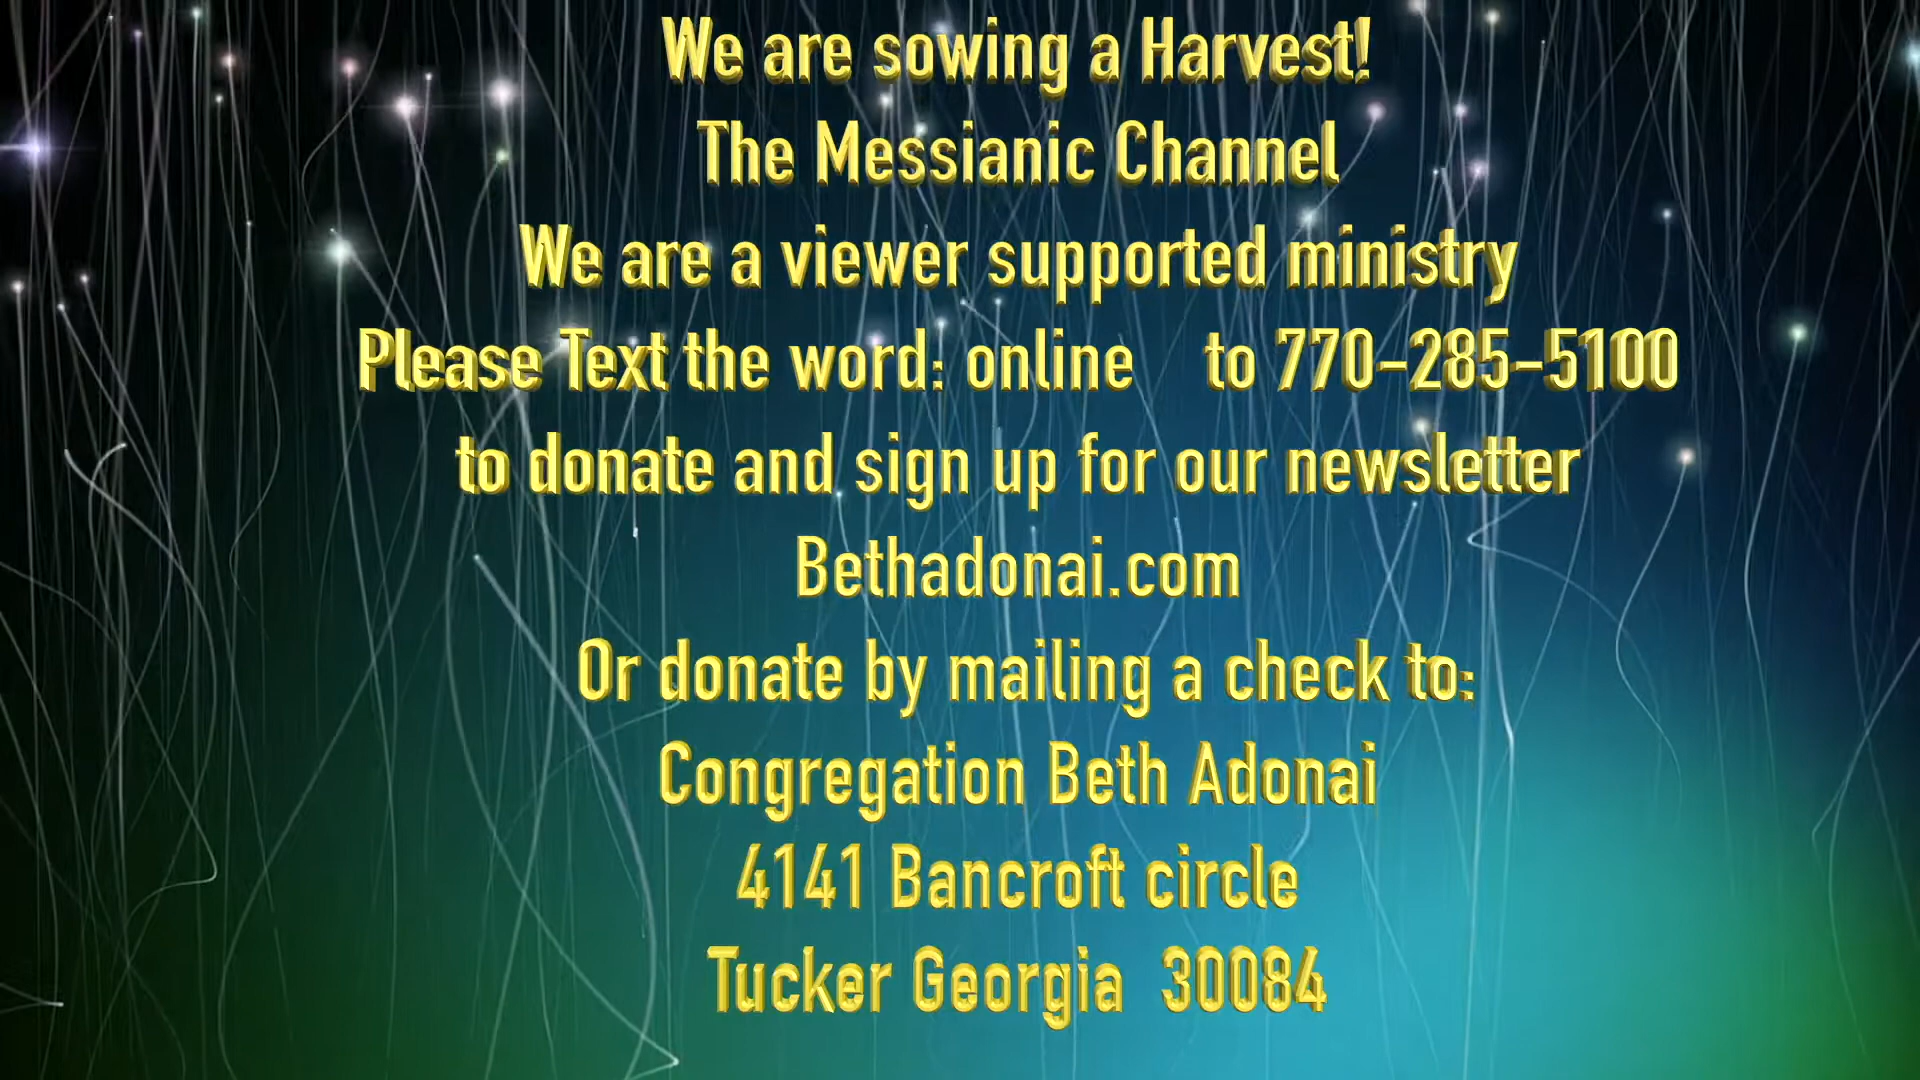 We are sowing a Harvest!
The Messianic Channel
We are a viewer supported ministry
Please Text the word: online to 770-285-5100
to donate and sign up for our newsletter
Bethadonai.com
Or donate by mailing a check to:
Congregation Beth Adonai
4141 Bancroft circle
Tucker Georgia 30084